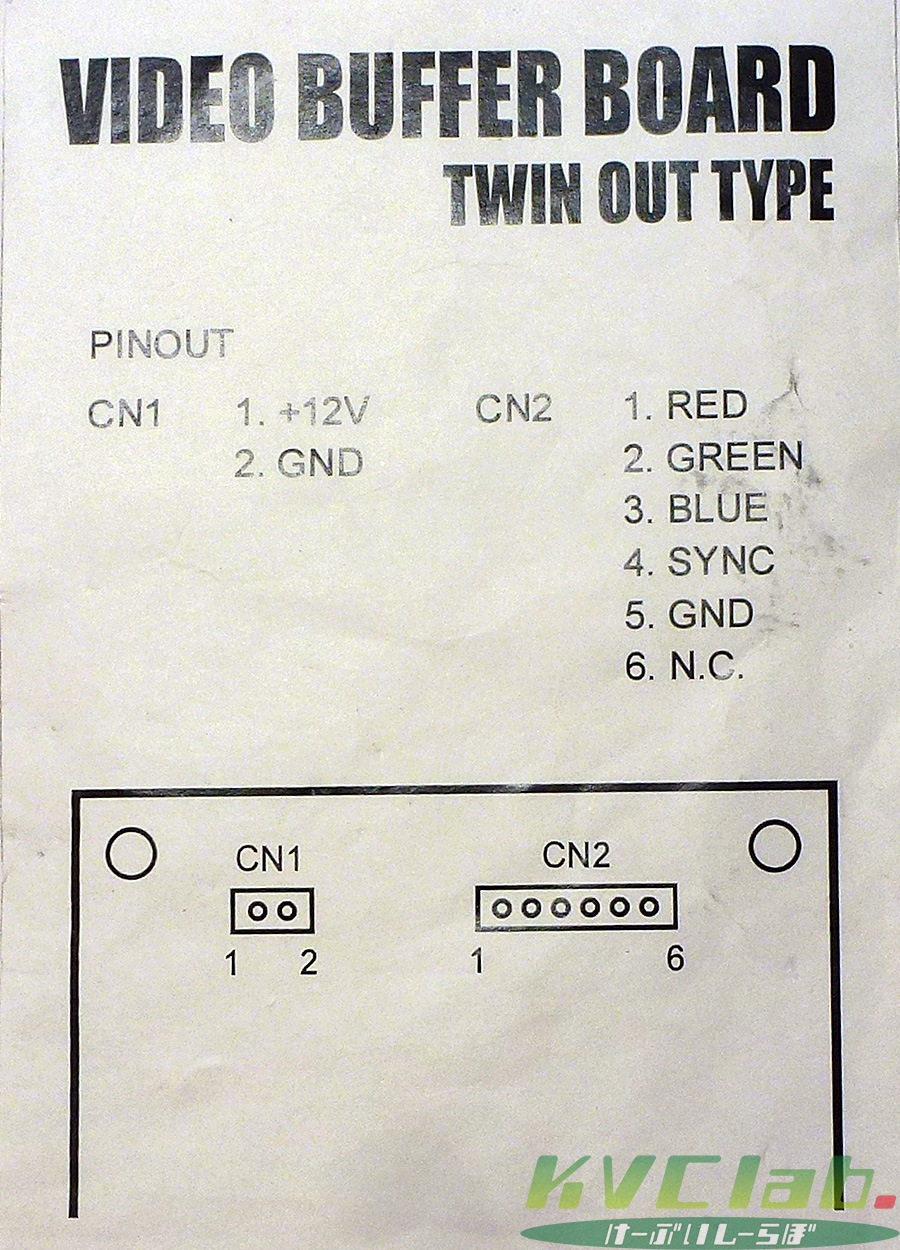 VIDEO BUFFER BOARD
TWIN OUT TYPE
PINOUT
CN1 1. +12V CN2 1. RED
2. GND 2. GREEN
3. BLUE
4. SYNC
5. GND
6. N.C.
CN1 CN2
1 2 1 6
KVClab.
けーぶいしーらぼ